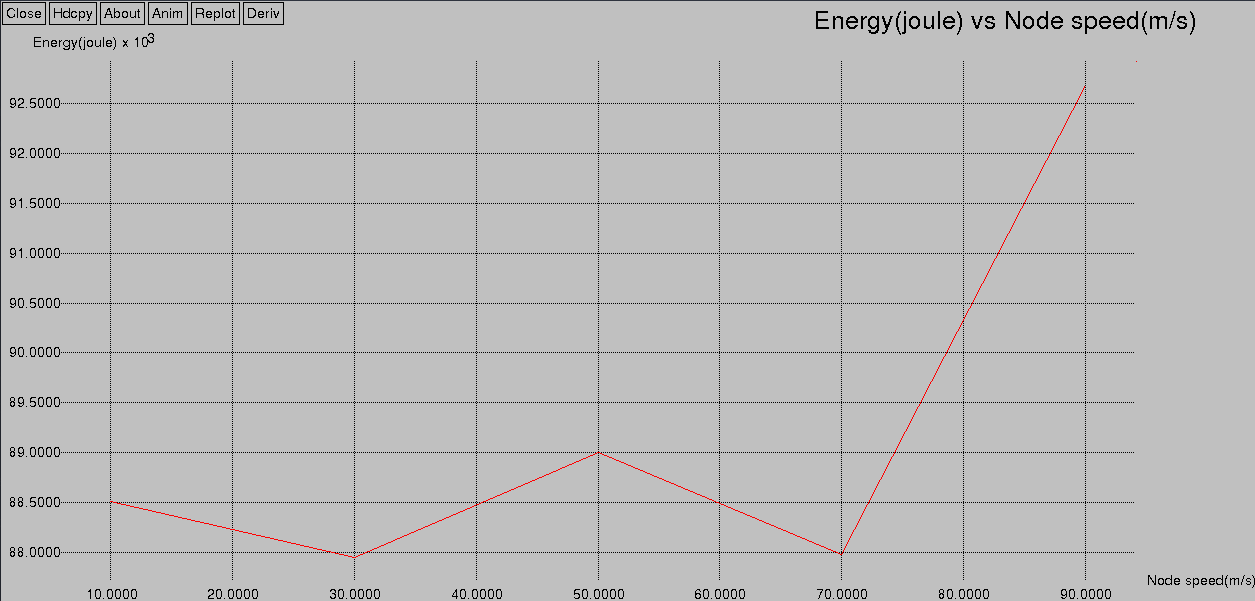 Close Hdcpy About Anim Replot Deriv
Energy(joule) vs Node speed(m/s)
Energy(joule) x 10³
92.5000
92.0000
91.5000
91.0000
90.5000
90.0000
89.5000
89.0000
88.5000
88.0000
Node speed(m/s)
10.0000 20.0000 30.0000 40.0000 50.0000 60.0000 70.0000 80.0000 90.0000